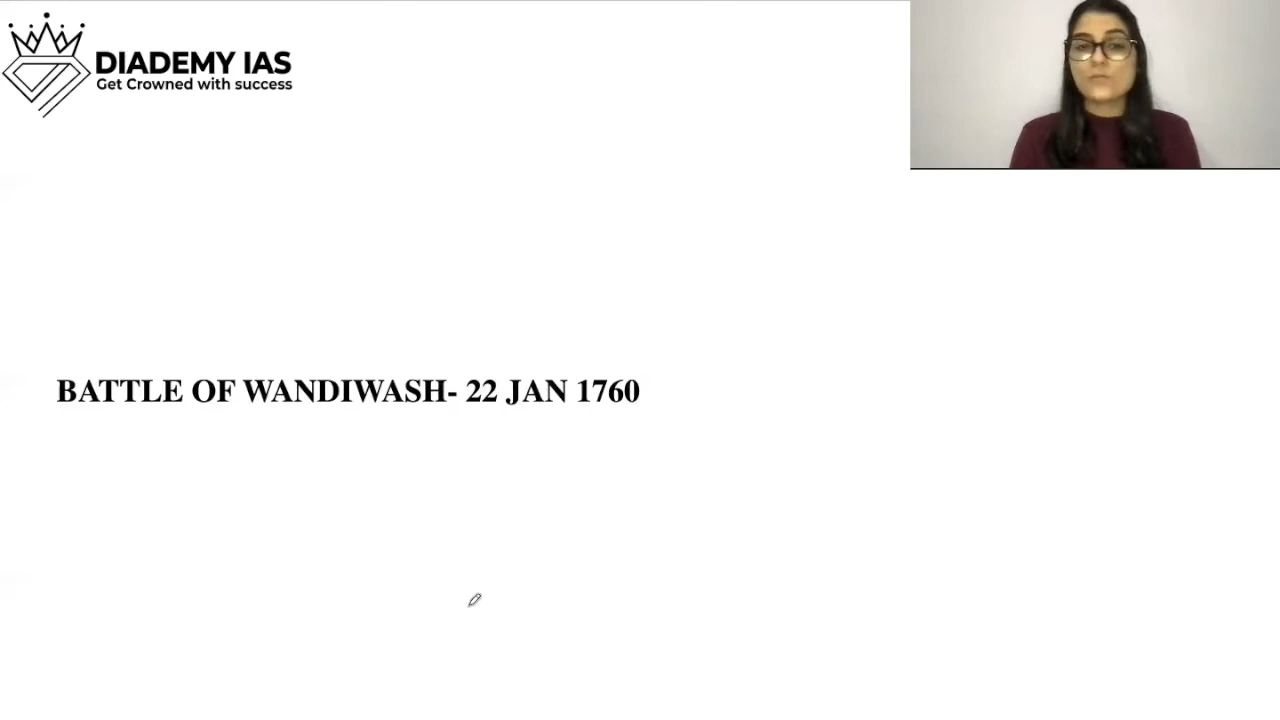 DIADEMY IAS
Get Crowned with success
BATTLE OF WANDIWASH- 22 JAN 1760